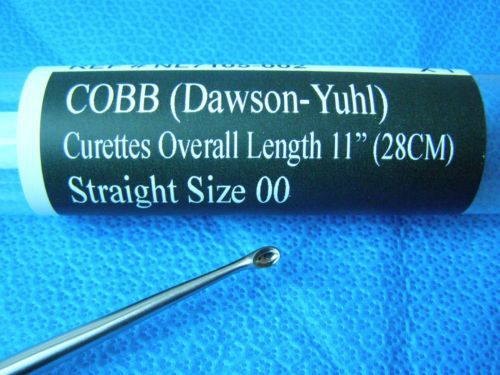 COBB (Dawson-Yuhl)
Curettes Overall Length 11” (28CM)
Straight Size 00